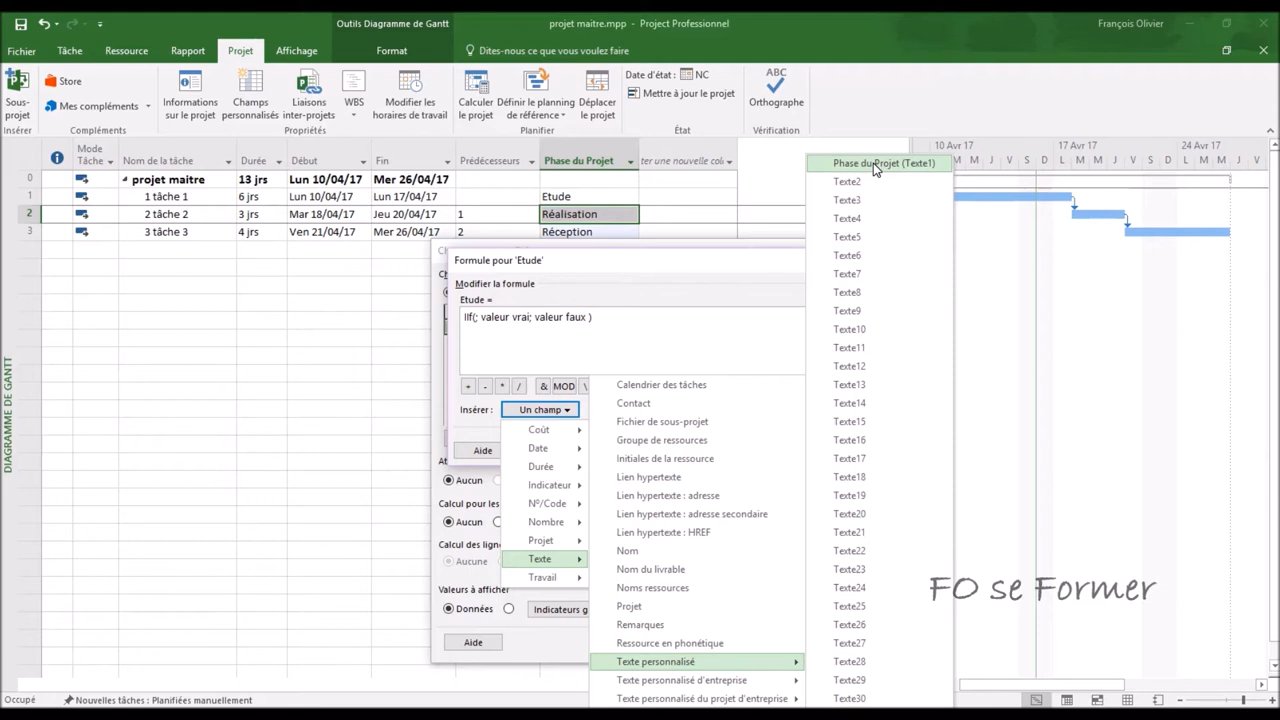 Outils Diagramme de Gantt
projet maitre.mpp - Project Professionnel
François Olivier
Fichier Tâche Ressource Rapport Projet Affichage Format Dites-nous ce que vous voulez faire
Sous-projet
Insérer
Store
Mes compléments
Compléments
Informations sur le projet
Champs personnalisés
Liaisons inter-projets
WBS
Modifier les horaires de travail
Propriétés
Calculer le projet
Définir le planning de référence
Déplacer le projet
Planifier
Date d'état : NC
Mettre à jour le projet
État
ABC
Orthographe
Vérification
Mode Tâche Nom de la tâche Durée Début Fin Prédécesseurs Phase du Projet ter une nouvelle col
10 Avr 17 17 Avr 17 24 Avr 17
M J V S D L M M J V S D L M M J V S
0 projet maitre 13 jrs Lun 10/04/17 Mer 26/04/17
1 1 tâche 1 6 jrs Lun 10/04/17 Lun 17/04/17 Etude
2 2 tâche 2 3 jrs Mar 18/04/17 Jeu 20/04/17 1 Réalisation
3 3 tâche 3 4 jrs Ven 21/04/17 Mer 26/04/17 2 Réception
DIAGRAMME DE GANTT
Formule pour 'Etude'
Modifier la formule
Etude =
IIf(; valeur vrai; valeur faux )
+ - * / & MOD \
Insérer : Un champ
Aide
Coût
Date
Durée
Indicateur
N°/Code
Nombre
Projet
Texte
Travail
Aucun
Calcul pour les
Aucun
Calcul des lign
Aucune
Valeurs à afficher
Données
Indicateurs g
Aide
Calendrier des tâches
Contact
Fichier de sous-projet
Groupe de ressources
Initiales de la ressource
Lien hypertexte
Lien hypertexte : adresse
Lien hypertexte : adresse secondaire
Lien hypertexte : HREF
Nom
Nom du livrable
Noms ressources
Projet
Remarques
Ressource en phonétique
Texte personnalisé
Texte personnalisé d'entreprise
Texte personnalisé du projet d'entreprise
Phase du Projet (Texte1)
Texte2
Texte3
Texte4
Texte5
Texte6
Texte7
Texte8
Texte9
Texte10
Texte11
Texte12
Texte13
Texte14
Texte15
Texte16
Texte17
Texte18
Texte19
Texte20
Texte21
Texte22
Texte23
Texte24
Texte25
Texte26
Texte27
Texte28
Texte29
Texte30
FO se Former
Occupé Nouvelles tâches : Planifiées manuellement